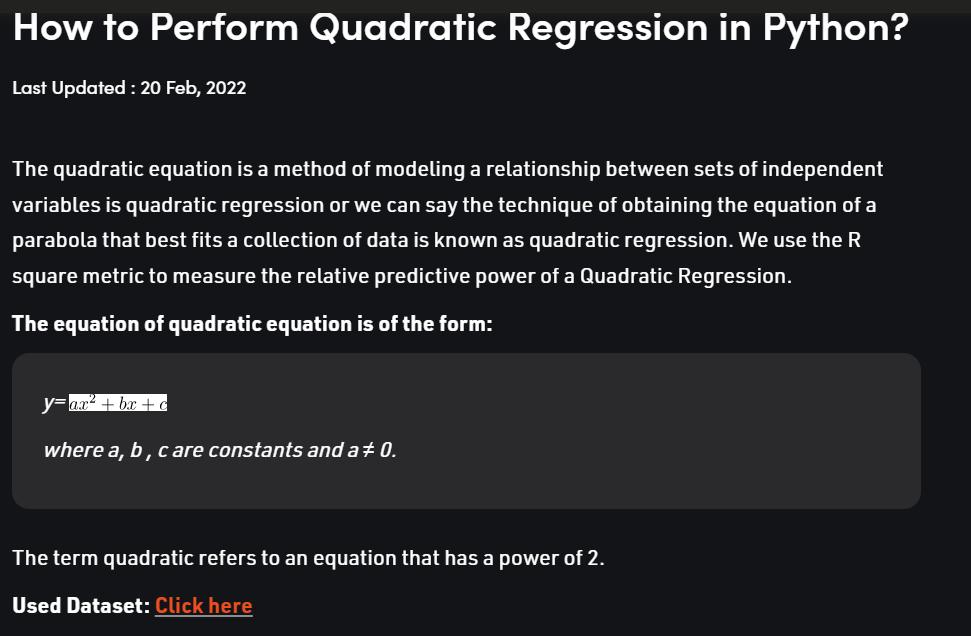 How to Perform Quadratic Regression in Python?
Last Updated : 20 Feb, 2022
The quadratic equation is a method of modeling a relationship between sets of independent
variables is quadratic regression or we can say the technique of obtaining the equation of a
parabola that best fits a collection of data is known as quadratic regression. We use the R
square metric to measure the relative predictive power of a Quadratic Regression.
The equation of quadratic equation is of the form:
y=ax² + bx + c
where a, b , c are constants and a ≠ 0.
The term quadratic refers to an equation that has a power of 2.
Used Dataset: Click here